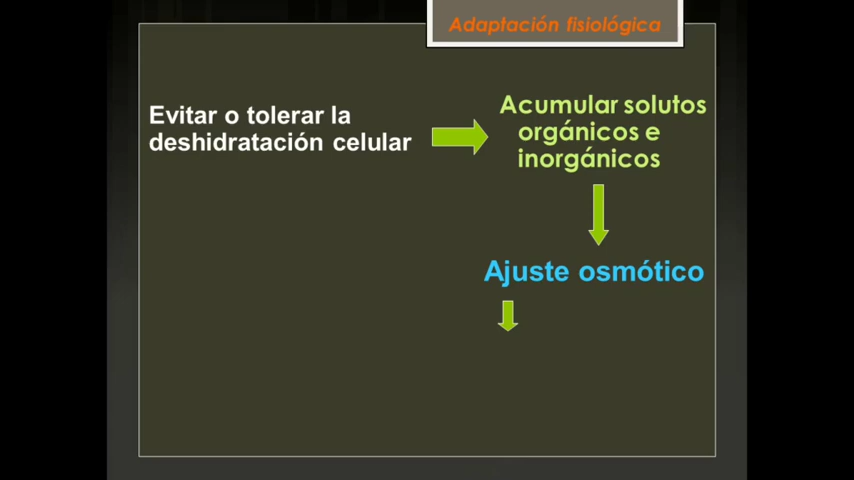 Adaptación fisiológica
Evitar o tolerar la
deshidratación celular
Acumular solutos
orgánicos e
inorgánicos
Ajuste osmótico